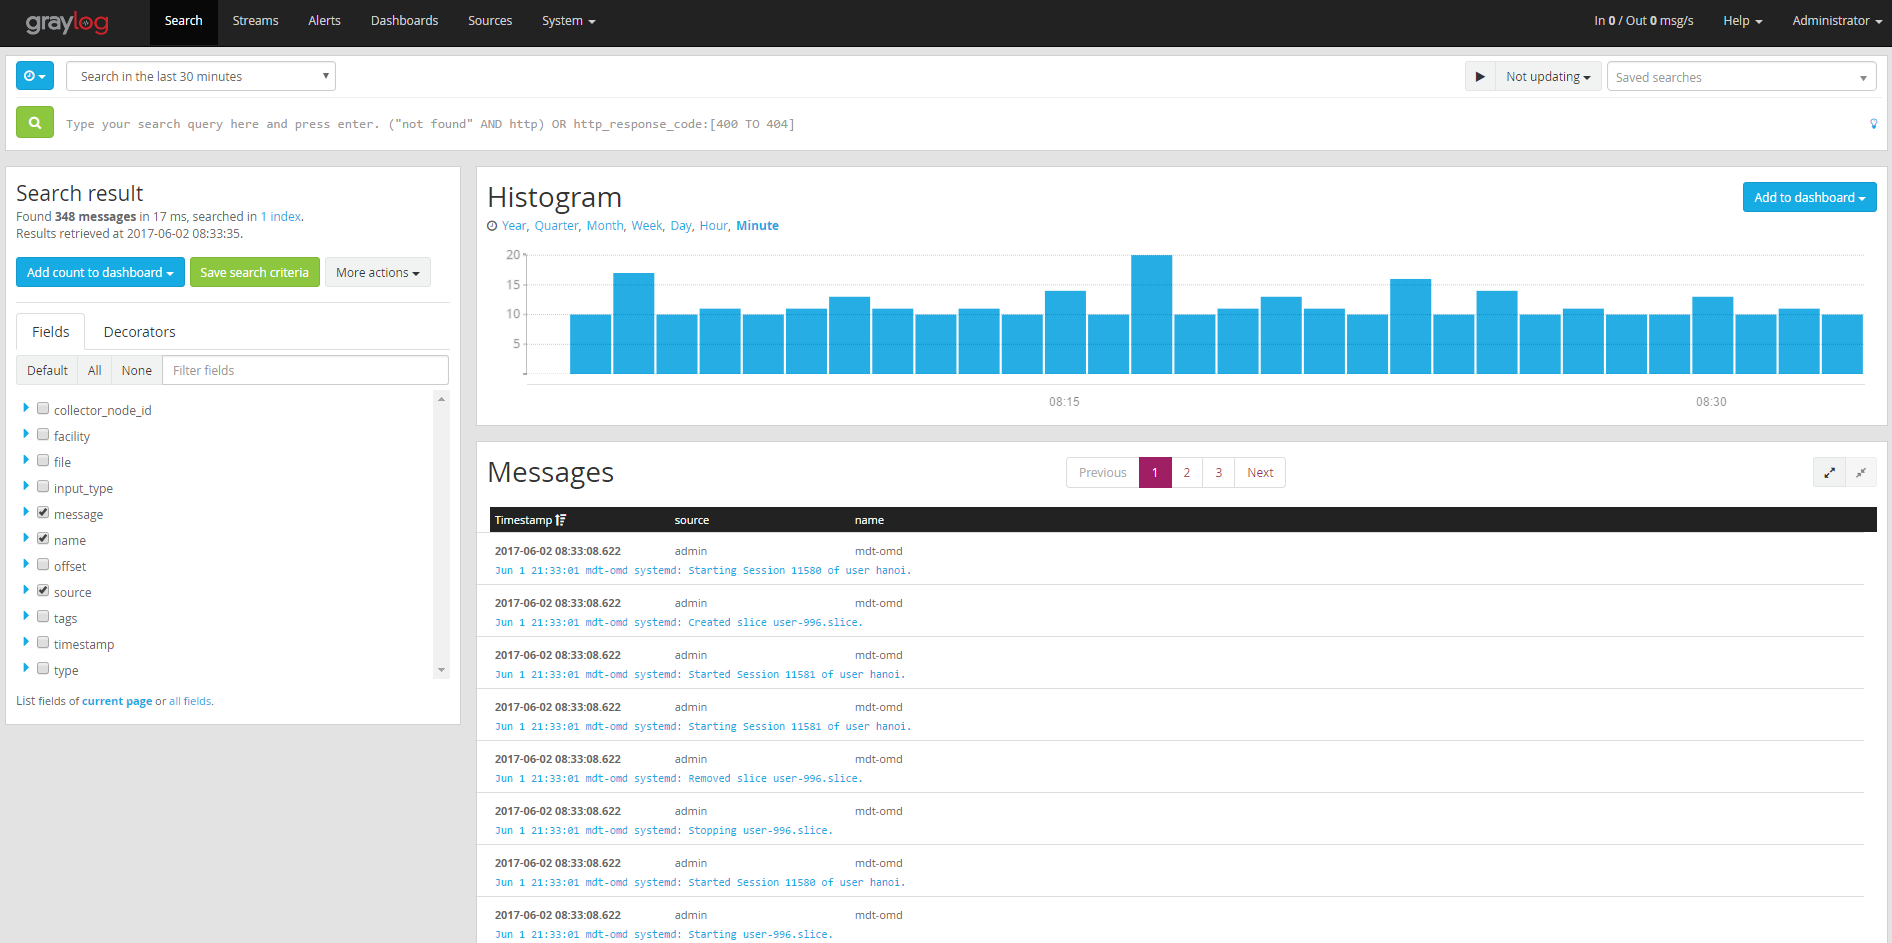 graylog Search Streams Alerts Dashboards Sources System In 0 / Out 0 msg/s Help Administrator
Search in the last 30 minutes Not updating Saved searches
Type your search query here and press enter. ("not found" AND http) OR http_response_code:[400 TO 404]
Search result
Found 348 messages in 17 ms, searched in 1 index.
Results retrieved at 2017-06-02 08:33:35.
Add count to dashboard Save search criteria More actions
Fields Decorators
Default All None Filter fields
collector_node_id
facility
file
input_type
message
name
offset
source
tags
timestamp
type
List fields of current page or all fields.
Histogram
Add to dashboard
Year, Quarter, Month, Week, Day, Hour, Minute
20
15
10
5
08:15 08:30
Messages
Previous 1 2 3 Next
Timestamp source name
2017-06-02 08:33:08.622 admin mdt-omd
Jun 1 21:33:01 mdt-omd systemd: Starting Session 11580 of user hanoi.
2017-06-02 08:33:08.622 admin mdt-omd
Jun 1 21:33:01 mdt-omd systemd: Created slice user-996.slice.
2017-06-02 08:33:08.622 admin mdt-omd
Jun 1 21:33:01 mdt-omd systemd: Started Session 11581 of user hanoi.
2017-06-02 08:33:08.622 admin mdt-omd
Jun 1 21:33:01 mdt-omd systemd: Starting Session 11581 of user hanoi.
2017-06-02 08:33:08.622 admin mdt-omd
Jun 1 21:33:01 mdt-omd systemd: Removed slice user-996.slice.
2017-06-02 08:33:08.622 admin mdt-omd
Jun 1 21:33:01 mdt-omd systemd: Stopping user-996.slice.
2017-06-02 08:33:08.622 admin mdt-omd
Jun 1 21:33:01 mdt-omd systemd: Started Session 11580 of user hanoi.
2017-06-02 08:33:08.622 admin mdt-omd
Jun 1 21:33:01 mdt-omd systemd: Starting user-996.slice.